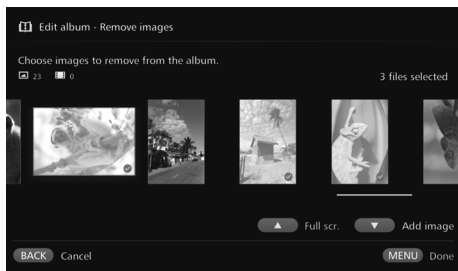 Edit album - Remove images
Choose images to remove from the album.
23 0
3 files selected
Full scr. Add image
BACK Cancel
MENU Done